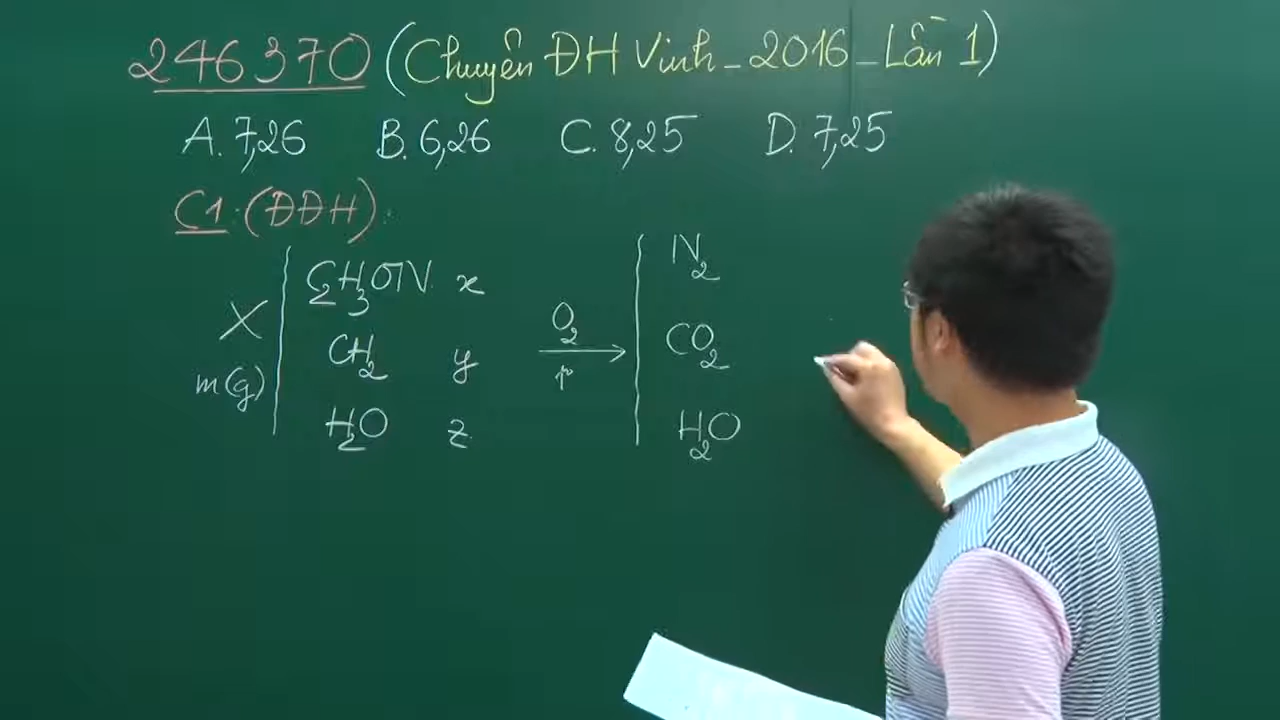 246370 (Chuyên ĐH Vinh_2016_Lần 1)
A. 7,26 B. 6,26 C. 8,25 D. 7,25
C1: (ĐĐH)
X m(g)
C₂H₃ON x
CH₂ y
H₂O z
O₂ → t°
N₂
CO₂
H₂O